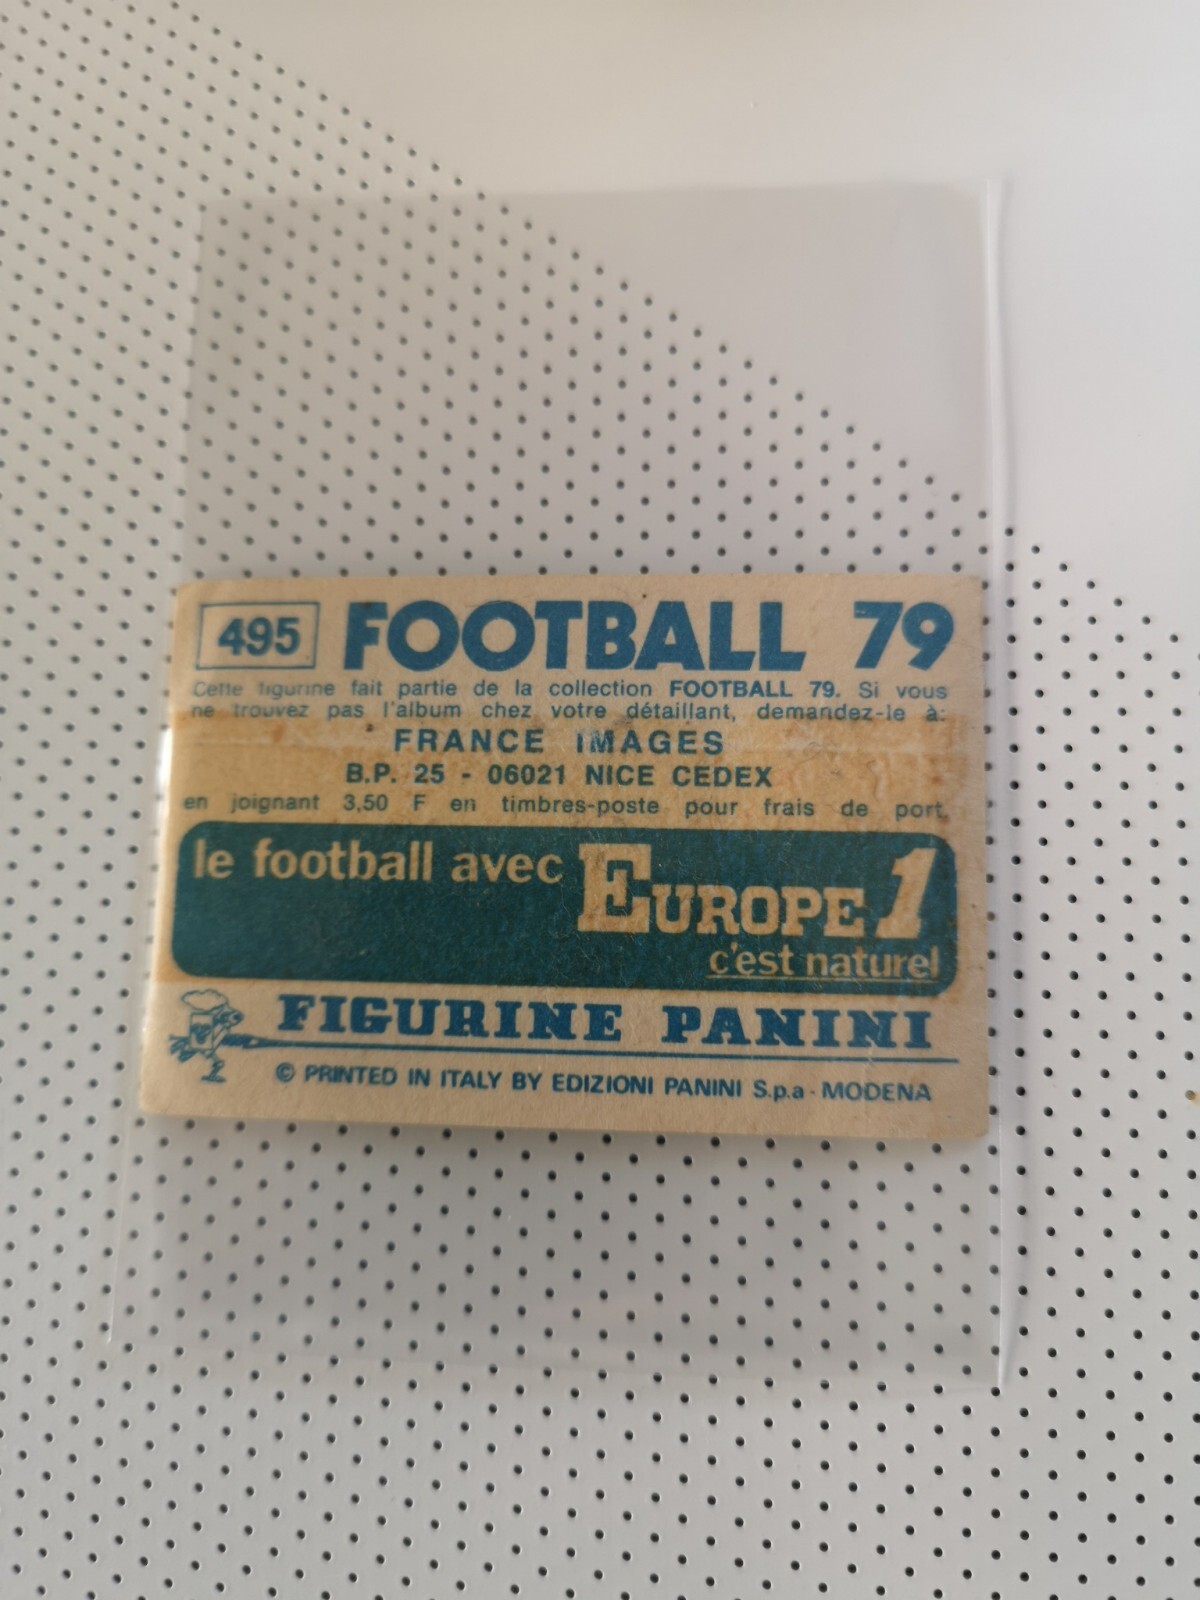 495 FOOTBALL 79
Cette figurine fait partie de la collection FOOTBALL 79. Si vous
ne trouvez pas l'album chez votre détaillant, demandez-le à:
FRANCE IMAGES
B.P. 25 - 06021 NICE CEDEX
en joignant 3,50 F en timbres-poste pour frais de port.
le football avec EUROPE 1
c'est naturel
FIGURINE PANINI
© PRINTED IN ITALY BY EDIZIONI PANINI S.p.a - MODENA